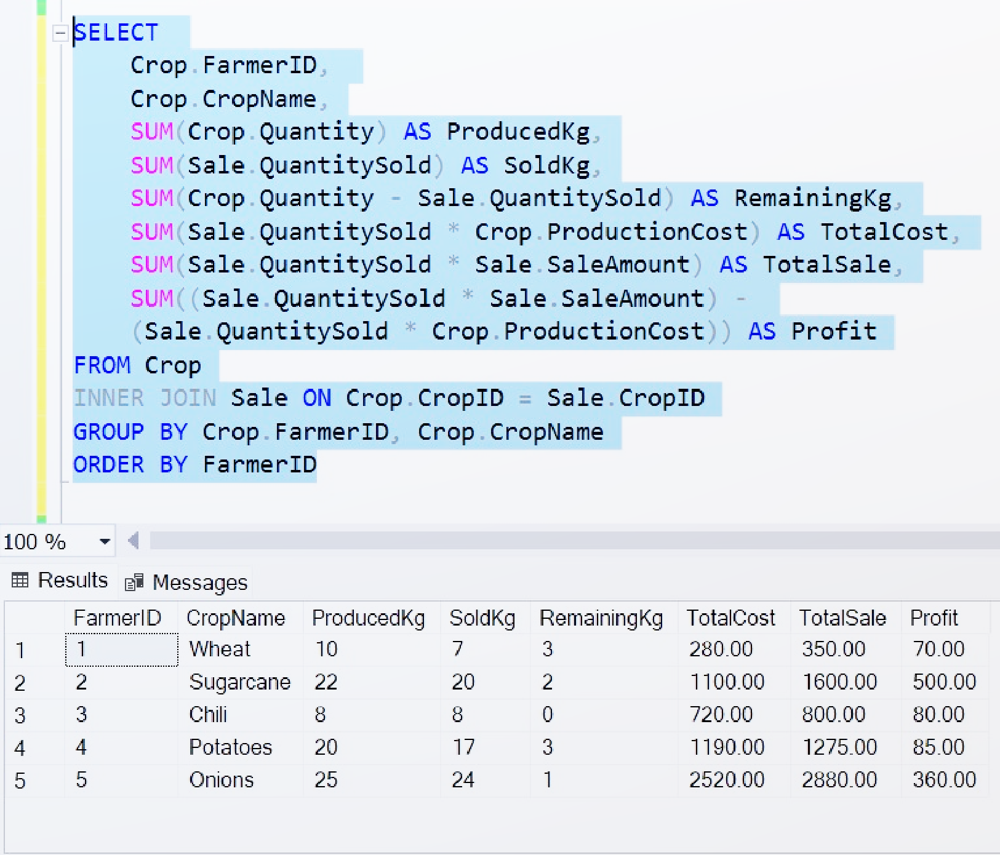 SELECT
Crop.FarmerID,
Crop.CropName,
SUM(Crop.Quantity) AS ProducedKg,
SUM(Sale.QuantitySold) AS SoldKg,
SUM(Crop.Quantity - Sale.QuantitySold) AS RemainingKg,
SUM(Sale.QuantitySold * Crop.ProductionCost) AS TotalCost,
SUM(Sale.QuantitySold * Sale.SaleAmount) AS TotalSale,
SUM((Sale.QuantitySold * Sale.SaleAmount) -
(Sale.QuantitySold * Crop.ProductionCost)) AS Profit
FROM Crop
INNER JOIN Sale ON Crop.CropID = Sale.CropID
GROUP BY Crop.FarmerID, Crop.CropName
ORDER BY FarmerID
100 %
Results Messages
FarmerID CropName ProducedKg SoldKg RemainingKg TotalCost TotalSale Profit
1 1 Wheat 10 7 3 280.00 350.00 70.00
2 2 Sugarcane 22 20 2 1100.00 1600.00 500.00
3 3 Chili 8 8 0 720.00 800.00 80.00
4 4 Potatoes 20 17 3 1190.00 1275.00 85.00
5 5 Onions 25 24 1 2520.00 2880.00 360.00